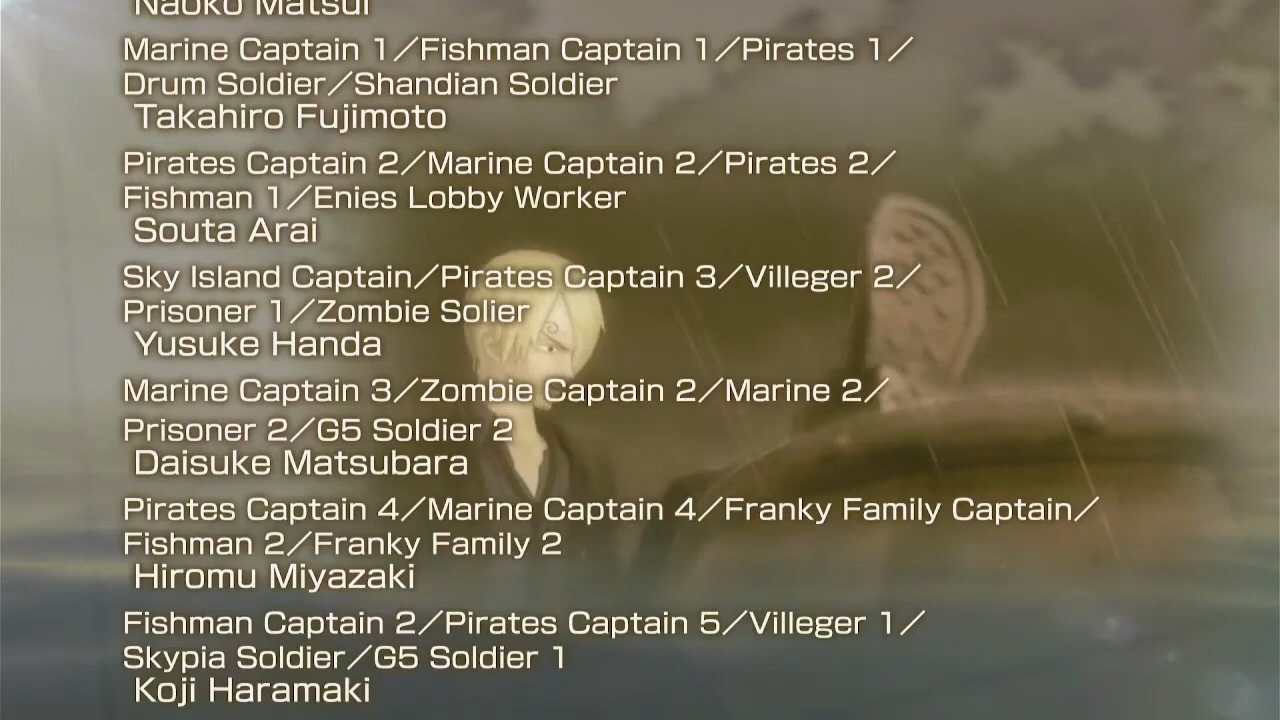 Naoko Matsui
Marine Captain 1／Fishman Captain 1／Pirates 1／
Drum Soldier／Shandian Soldier
Takahiro Fujimoto
Pirates Captain 2／Marine Captain 2／Pirates 2／
Fishman 1／Enies Lobby Worker
Souta Arai
Sky Island Captain／Pirates Captain 3／Villeger 2／
Prisoner 1／Zombie Solier
Yusuke Handa
Marine Captain 3／Zombie Captain 2／Marine 2／
Prisoner 2／G5 Soldier 2
Daisuke Matsubara
Pirates Captain 4／Marine Captain 4／Franky Family Captain／
Fishman 2／Franky Family 2
Hiromu Miyazaki
Fishman Captain 2／Pirates Captain 5／Villeger 1／
Skypia Soldier／G5 Soldier 1
Koji Haramaki